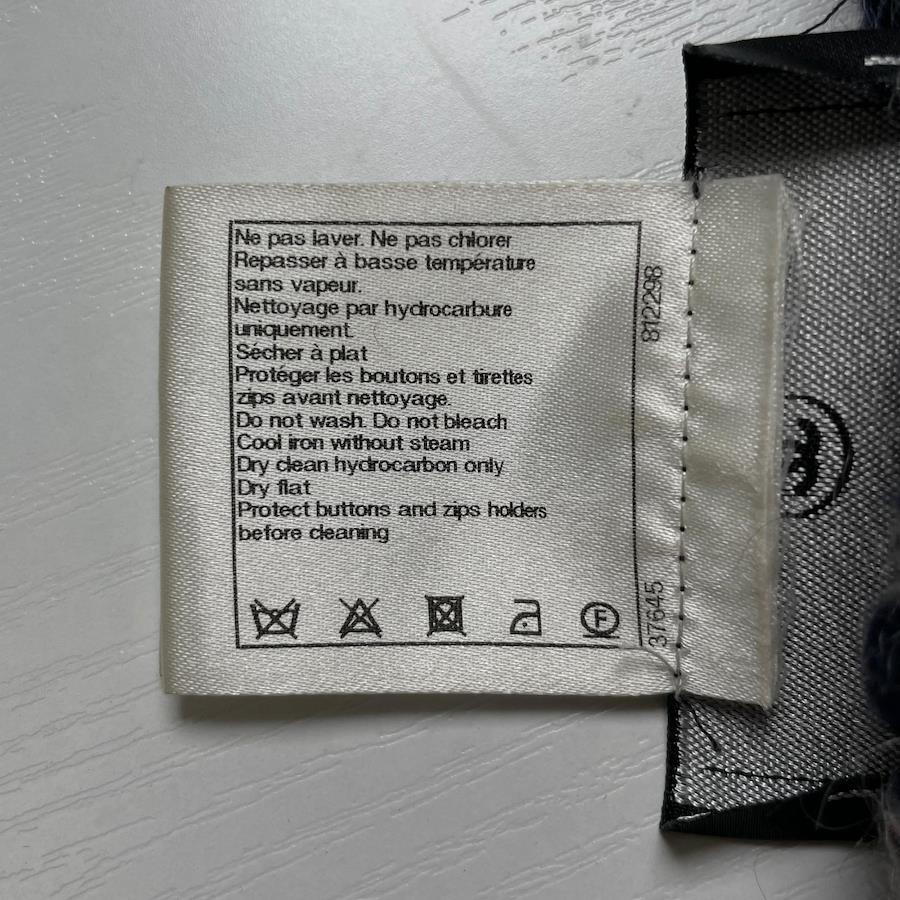 Ne pas laver. Ne pas chlorer
Repasser à basse température
sans vapeur.
Nettoyage par hydrocarbure
uniquement.
Sécher à plat
Protéger les boutons et tirettes
zips avant nettoyage.
Do not wash. Do not bleach
Cool iron without steam
Dry clean hydrocarbon only
Dry flat
Protect buttons and zips holders
before cleaning
F
812298
37645